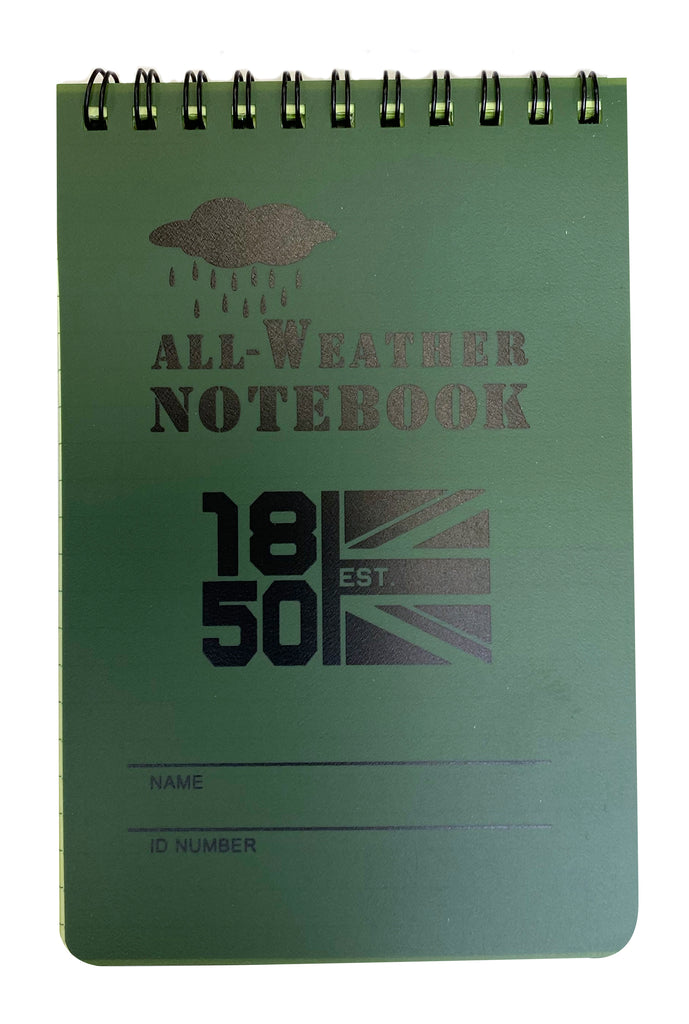 ALL-WEATHER
NOTEBOOK
18
EST.
50
NAME
ID NUMBER